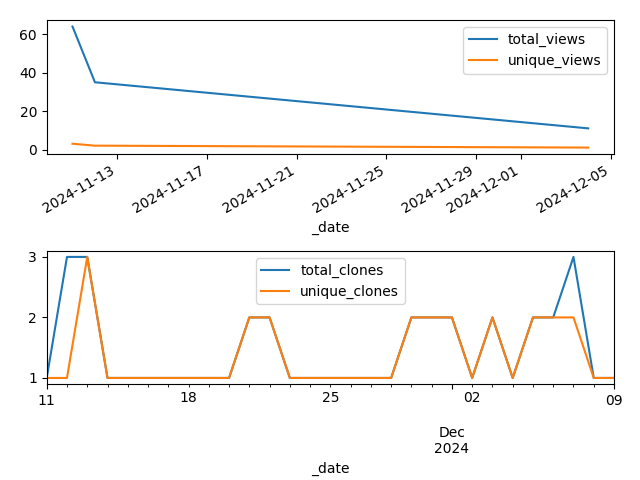 60
40
20
0
total_views
unique_views
2024-11-13
2024-11-17
2024-11-21
2024-11-25
2024-11-29
2024-12-01
2024-12-05
_date
3
2
1
total_clones
unique_clones
11
18
25
02
09
Dec
2024
_date